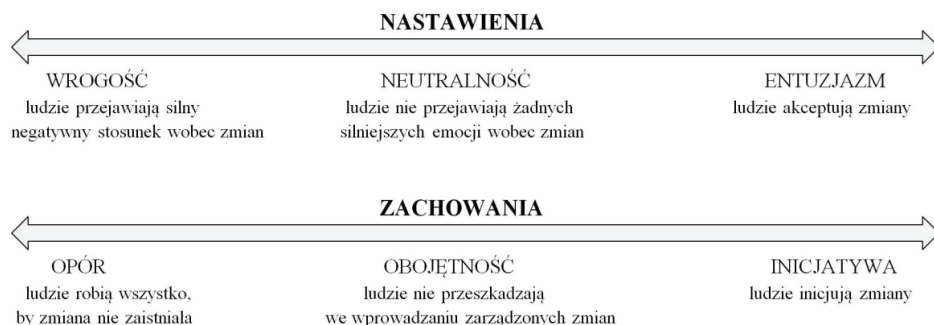 NASTAWIENIA
WROGOŚĆ NEUTRALNOŚĆ ENTUZJAZM
ludzie przejawiają silny ludzie nie przejawiają żadnych ludzie akceptują zmiany
negatywny stosunek wobec zmian silniejszych emocji wobec zmian
ZACHOWANIA
OPÓR OBOJĘTNOŚĆ INICJATYWA
ludzie robią wszystko, ludzie nie przeszkadzają ludzie inicjują zmiany
by zmiana nie zaistniała we wprowadzaniu zarządzonych zmian